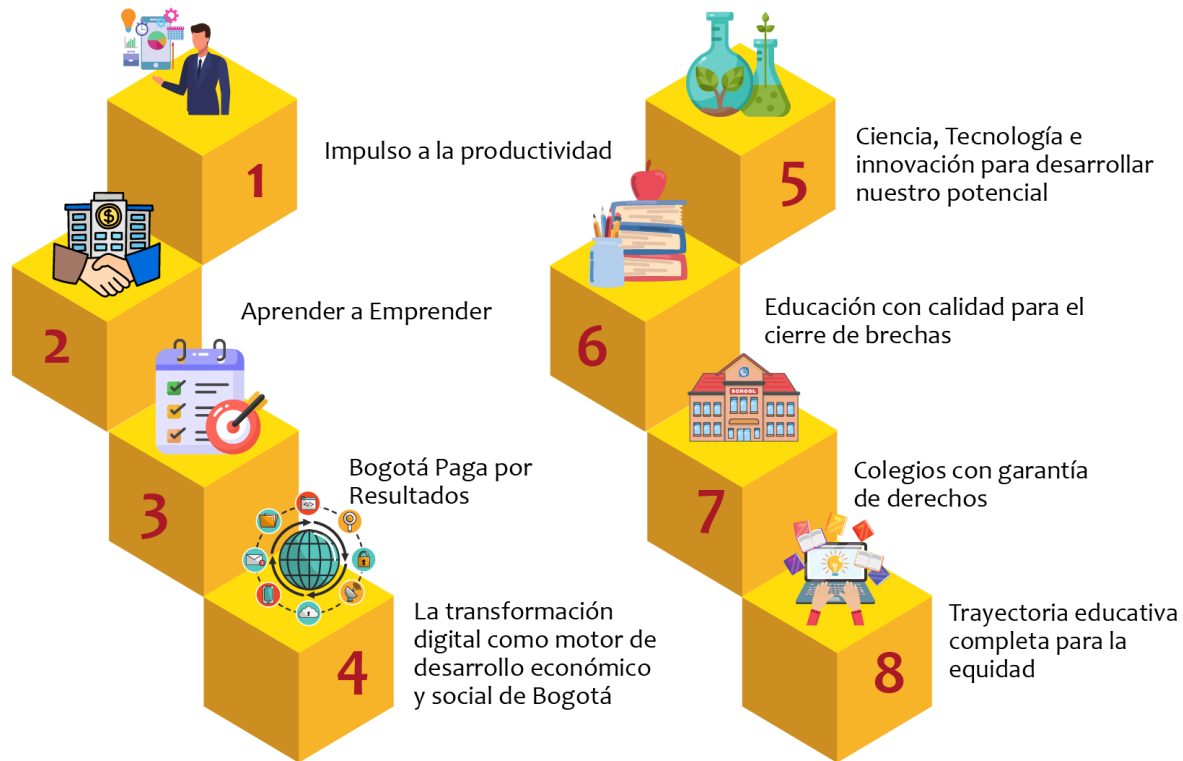 1
Impulso a la productividad
2
Aprender a Emprender
3
Bogotá Paga por
Resultados
4
La transformación
digital como motor de
desarrollo económico
y social de Bogotá
5
Ciencia, Tecnología e
innovación para desarrollar
nuestro potencial
6
Educación con calidad para el
cierre de brechas
SCHOOL
7
Colegios con garantía
de derechos
8
Trayectoria educativa
completa para la
equidad